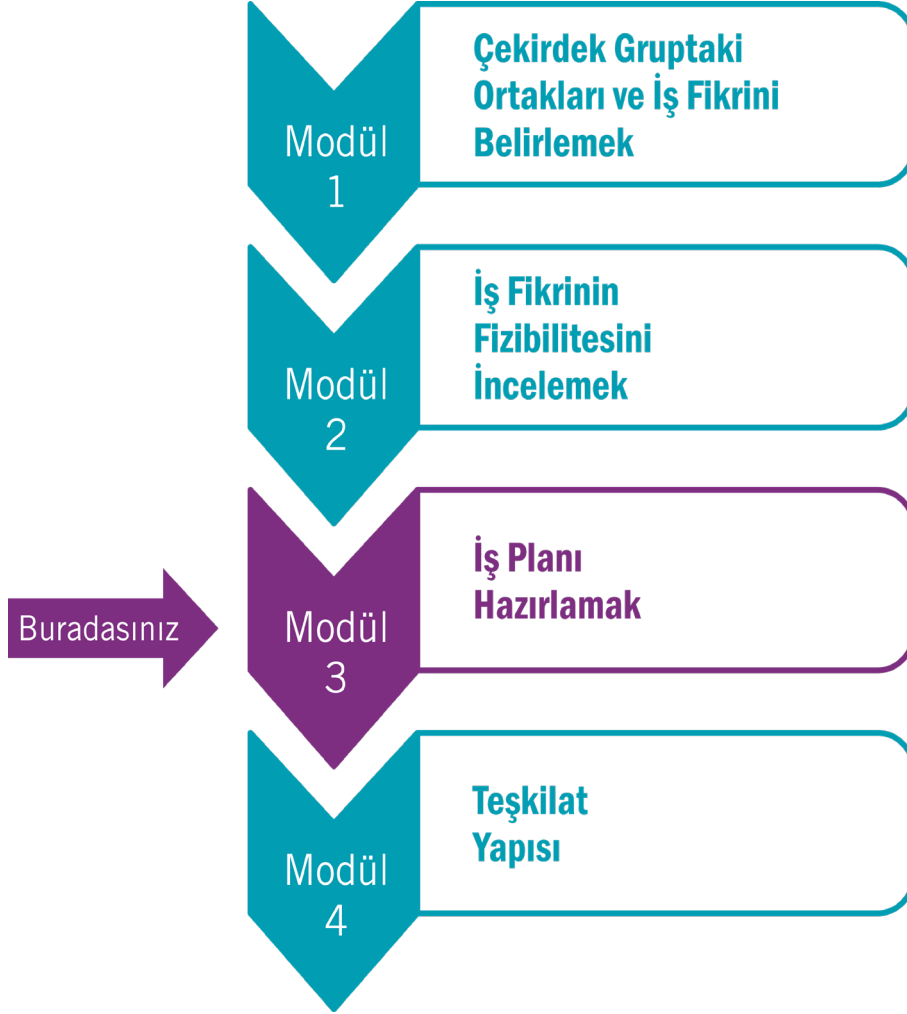 Modül
1
Çekirdek Gruptaki
Ortakları ve İş Fikrini
Belirlemek
Modül
2
İş Fikrinin
Fizibilitesini
İncelemek
Buradasınız
Modül
3
İş Planı
Hazırlamak
Modül
4
Teşkilat
Yapısı